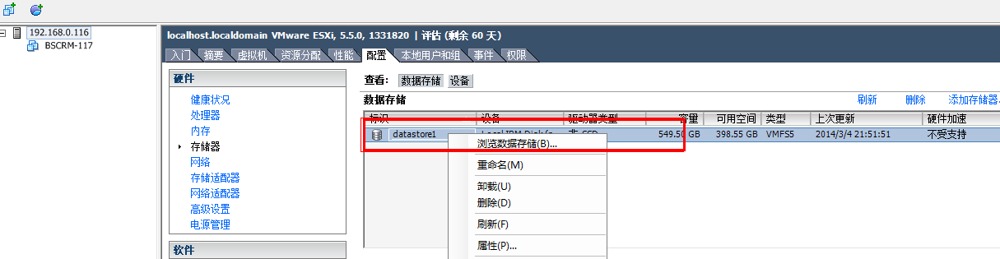 192.168.0.116
BSCRM-117
localhost.localdomain VMware ESXi, 5.5.0, 1331820 | 评估 (剩余 60 天)
入门 摘要 虚拟机 资源分配 性能 配置 本地用户和组 事件 权限
硬件
健康状况
处理器
内存
存储器
网络
存储适配器
网络适配器
高级设置
电源管理
软件
查看: 数据存储 设备
数据存储 刷新 删除 添加存储器
标识 设备 驱动器类型 容量 可用空间 类型 上次更新 硬件加速
datastore1 Local IBM Disk 非 SSD 549.50 GB 398.55 GB VMFS5 2014/3/4 21:51:51 不受支持
浏览数据存储(B)...
重命名(M)
卸载(U)
删除(D)
刷新(F)
属性(P)...